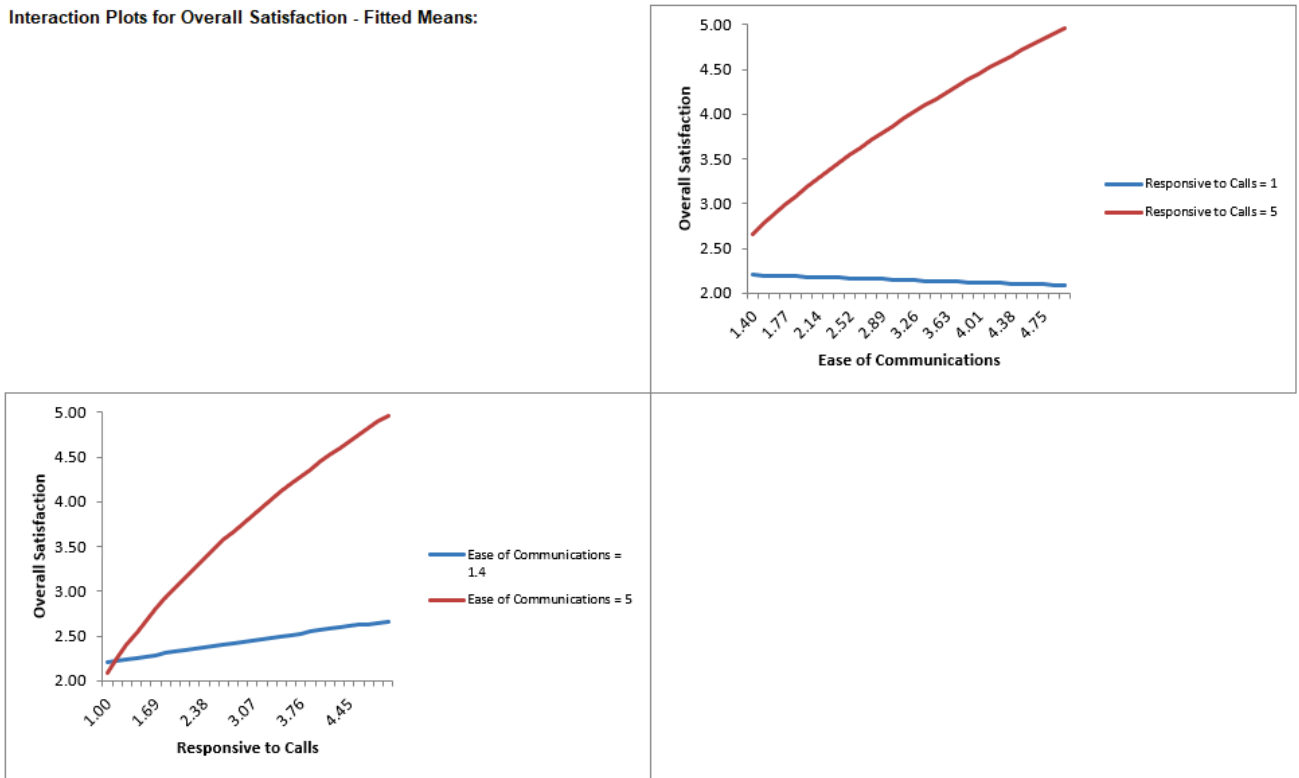 Interaction Plots for Overall Satisfaction - Fitted Means:
5.00
4.50
4.00
3.50
3.00
2.50
2.00
Overall Satisfaction
1.40 1.77 2.14 2.52 2.89 3.26 3.63 4.01 4.38 4.75
Ease of Communications
Responsive to Calls = 1
Responsive to Calls = 5
5.00
4.50
4.00
3.50
3.00
2.50
2.00
Overall Satisfaction
1.00 1.69 2.38 3.07 3.76 4.45
Responsive to Calls
Ease of Communications =
1.4
Ease of Communications = 5